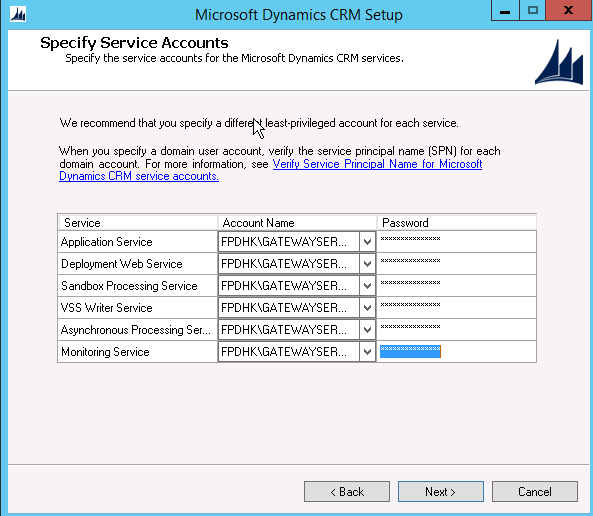 Microsoft Dynamics CRM Setup
Specify Service Accounts
Specify the service accounts for the Microsoft Dynamics CRM services.
We recommend that you specify a different least-privileged account for each service.
When you specify a domain user account, verify the service principal name (SPN) for each
domain account. For more information, see Verify Service Principal Name for Microsoft
Dynamics CRM service accounts.
Service Account Name Password
Application Service FPDHK\GATEWAYSER... **************
Deployment Web Service FPDHK\GATEWAYSER... **************
Sandbox Processing Service FPDHK\GATEWAYSER... **************
VSS Writer Service FPDHK\GATEWAYSER... **************
Asynchronous Processing Ser... FPDHK\GATEWAYSER... **************
Monitoring Service FPDHK\GATEWAYSER... **************
< Back Next > Cancel